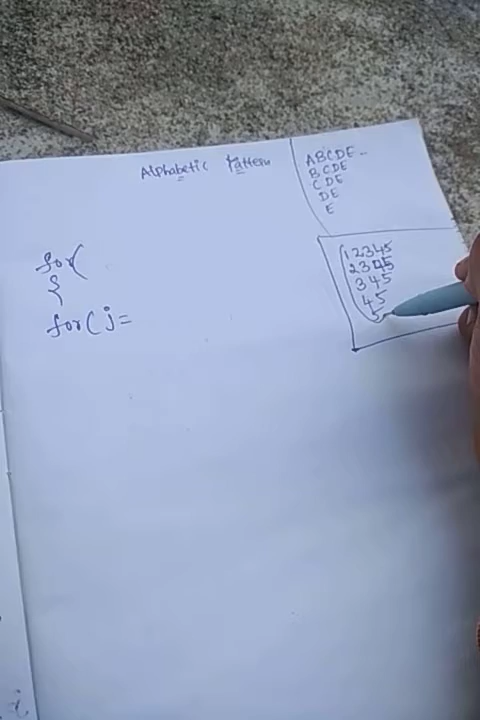 Alphabetic Pattern
ABCDE -
BCDE
CDE
DE
E
12345
2345
345
45
5
for(
{
for( j=